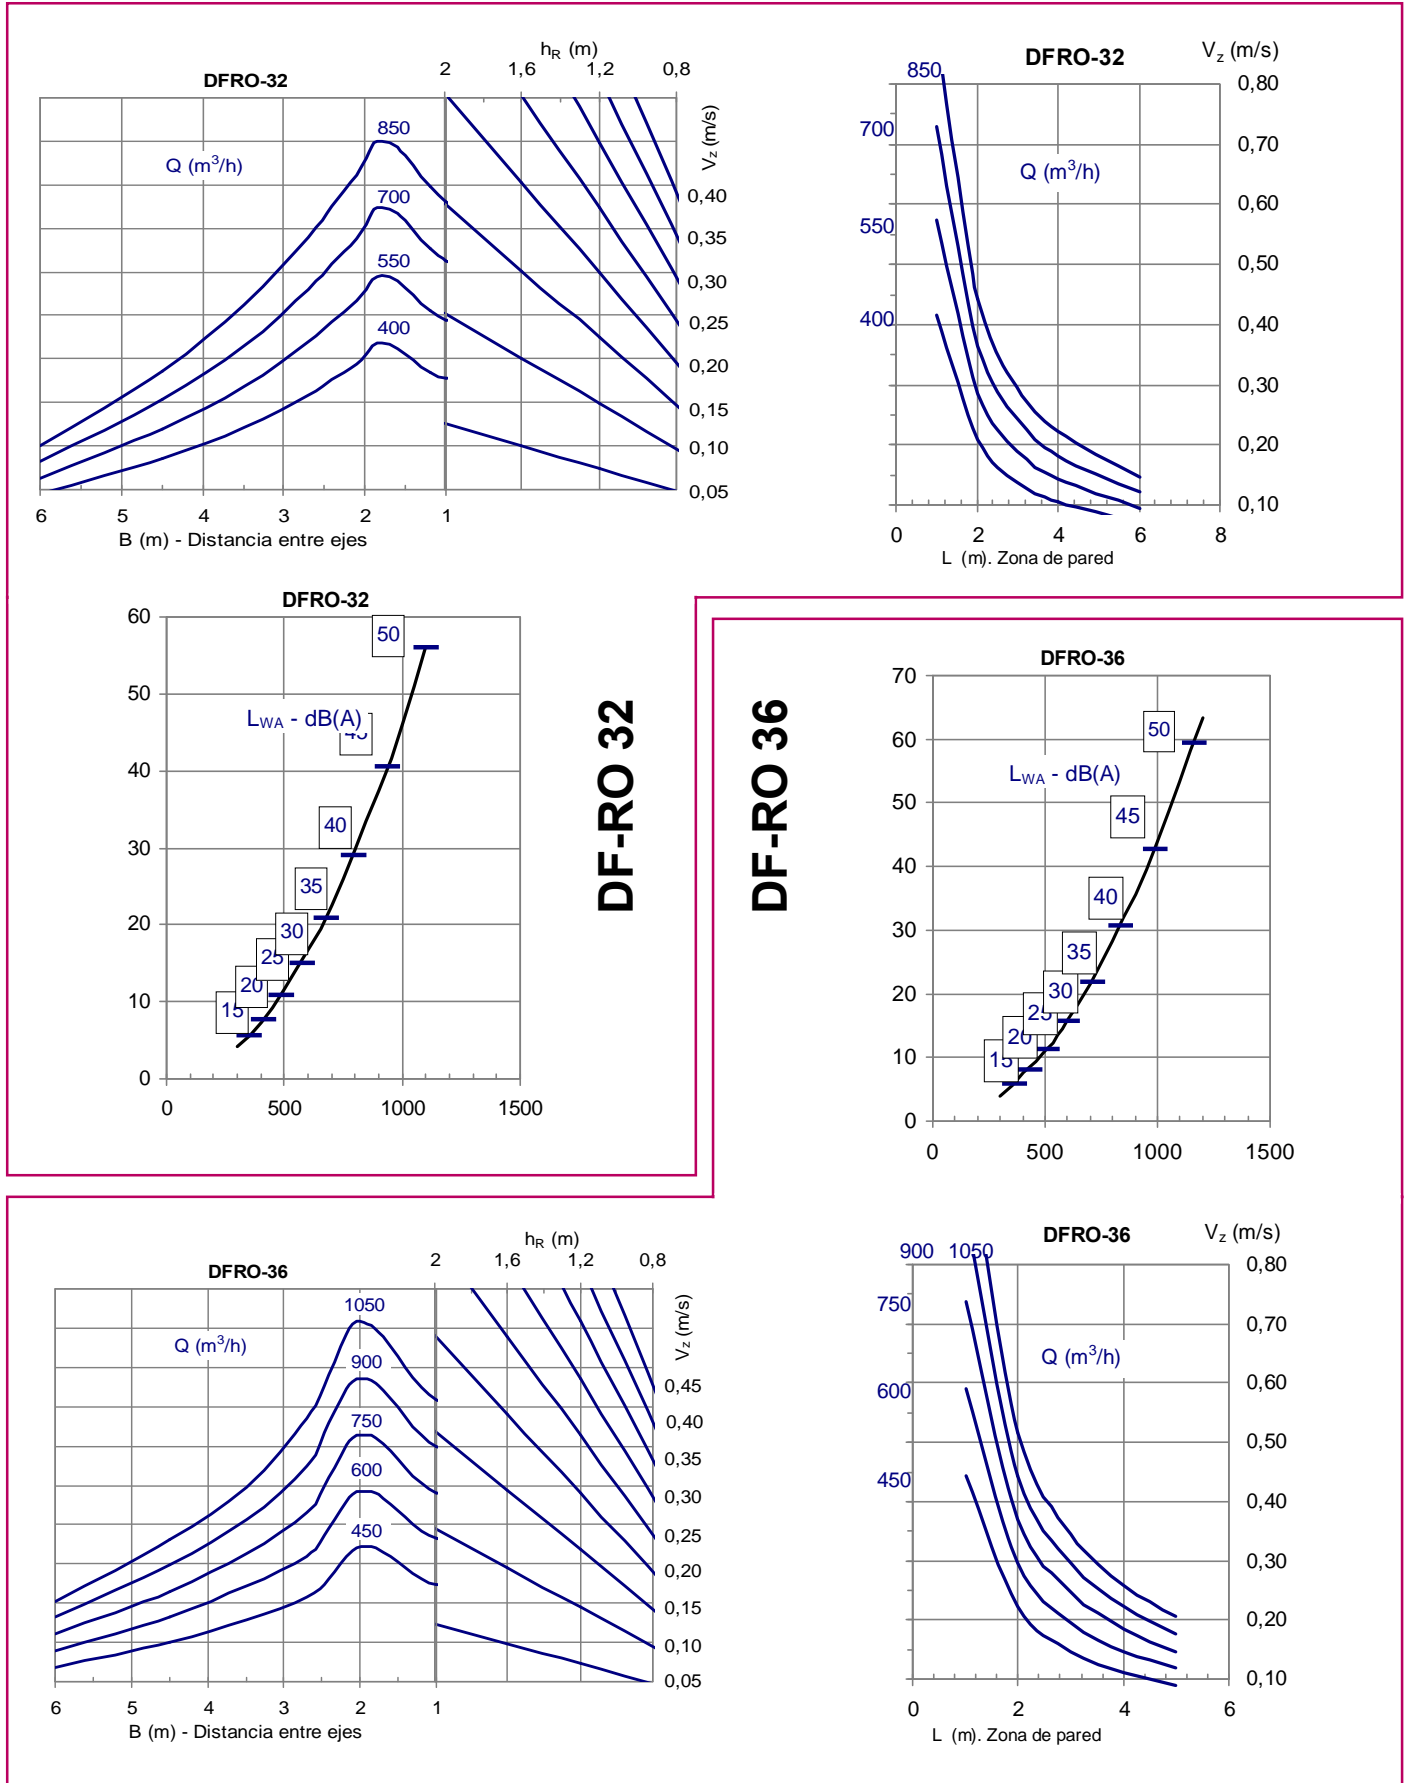 DFRO-32
h_R (m)
2 1,6 1,2 0,8
V_z (m/s)
Q (m³/h)
850
700
550
400
0,40
0,35
0,30
0,25
0,20
0,15
0,10
0,05
6 5 4 3 2 1
B (m) - Distancia entre ejes
DFRO-32
V_z (m/s)
850
700
550
400
Q (m³/h)
0,80
0,70
0,60
0,50
0,40
0,30
0,20
0,10
0 2 4 6 8
L (m). Zona de pared
DFRO-32
60
50
40
30
20
10
0
L_WA - dB(A)
50
45
40
35
30
25
20
15
0 500 1000 1500
DF-RO 32
DF-RO 36
DFRO-36
70
60
50
40
30
20
10
0
L_WA - dB(A)
50
45
40
35
30
25
20
15
0 500 1000 1500
DFRO-36
h_R (m)
2 1,6 1,2 0,8
V_z (m/s)
Q (m³/h)
1050
900
750
600
450
0,45
0,40
0,35
0,30
0,25
0,20
0,15
0,10
0,05
6 5 4 3 2 1
B (m) - Distancia entre ejes
DFRO-36
V_z (m/s)
900 1050
750
600
450
Q (m³/h)
0,80
0,70
0,60
0,50
0,40
0,30
0,20
0,10
0 2 4 6
L (m). Zona de pared